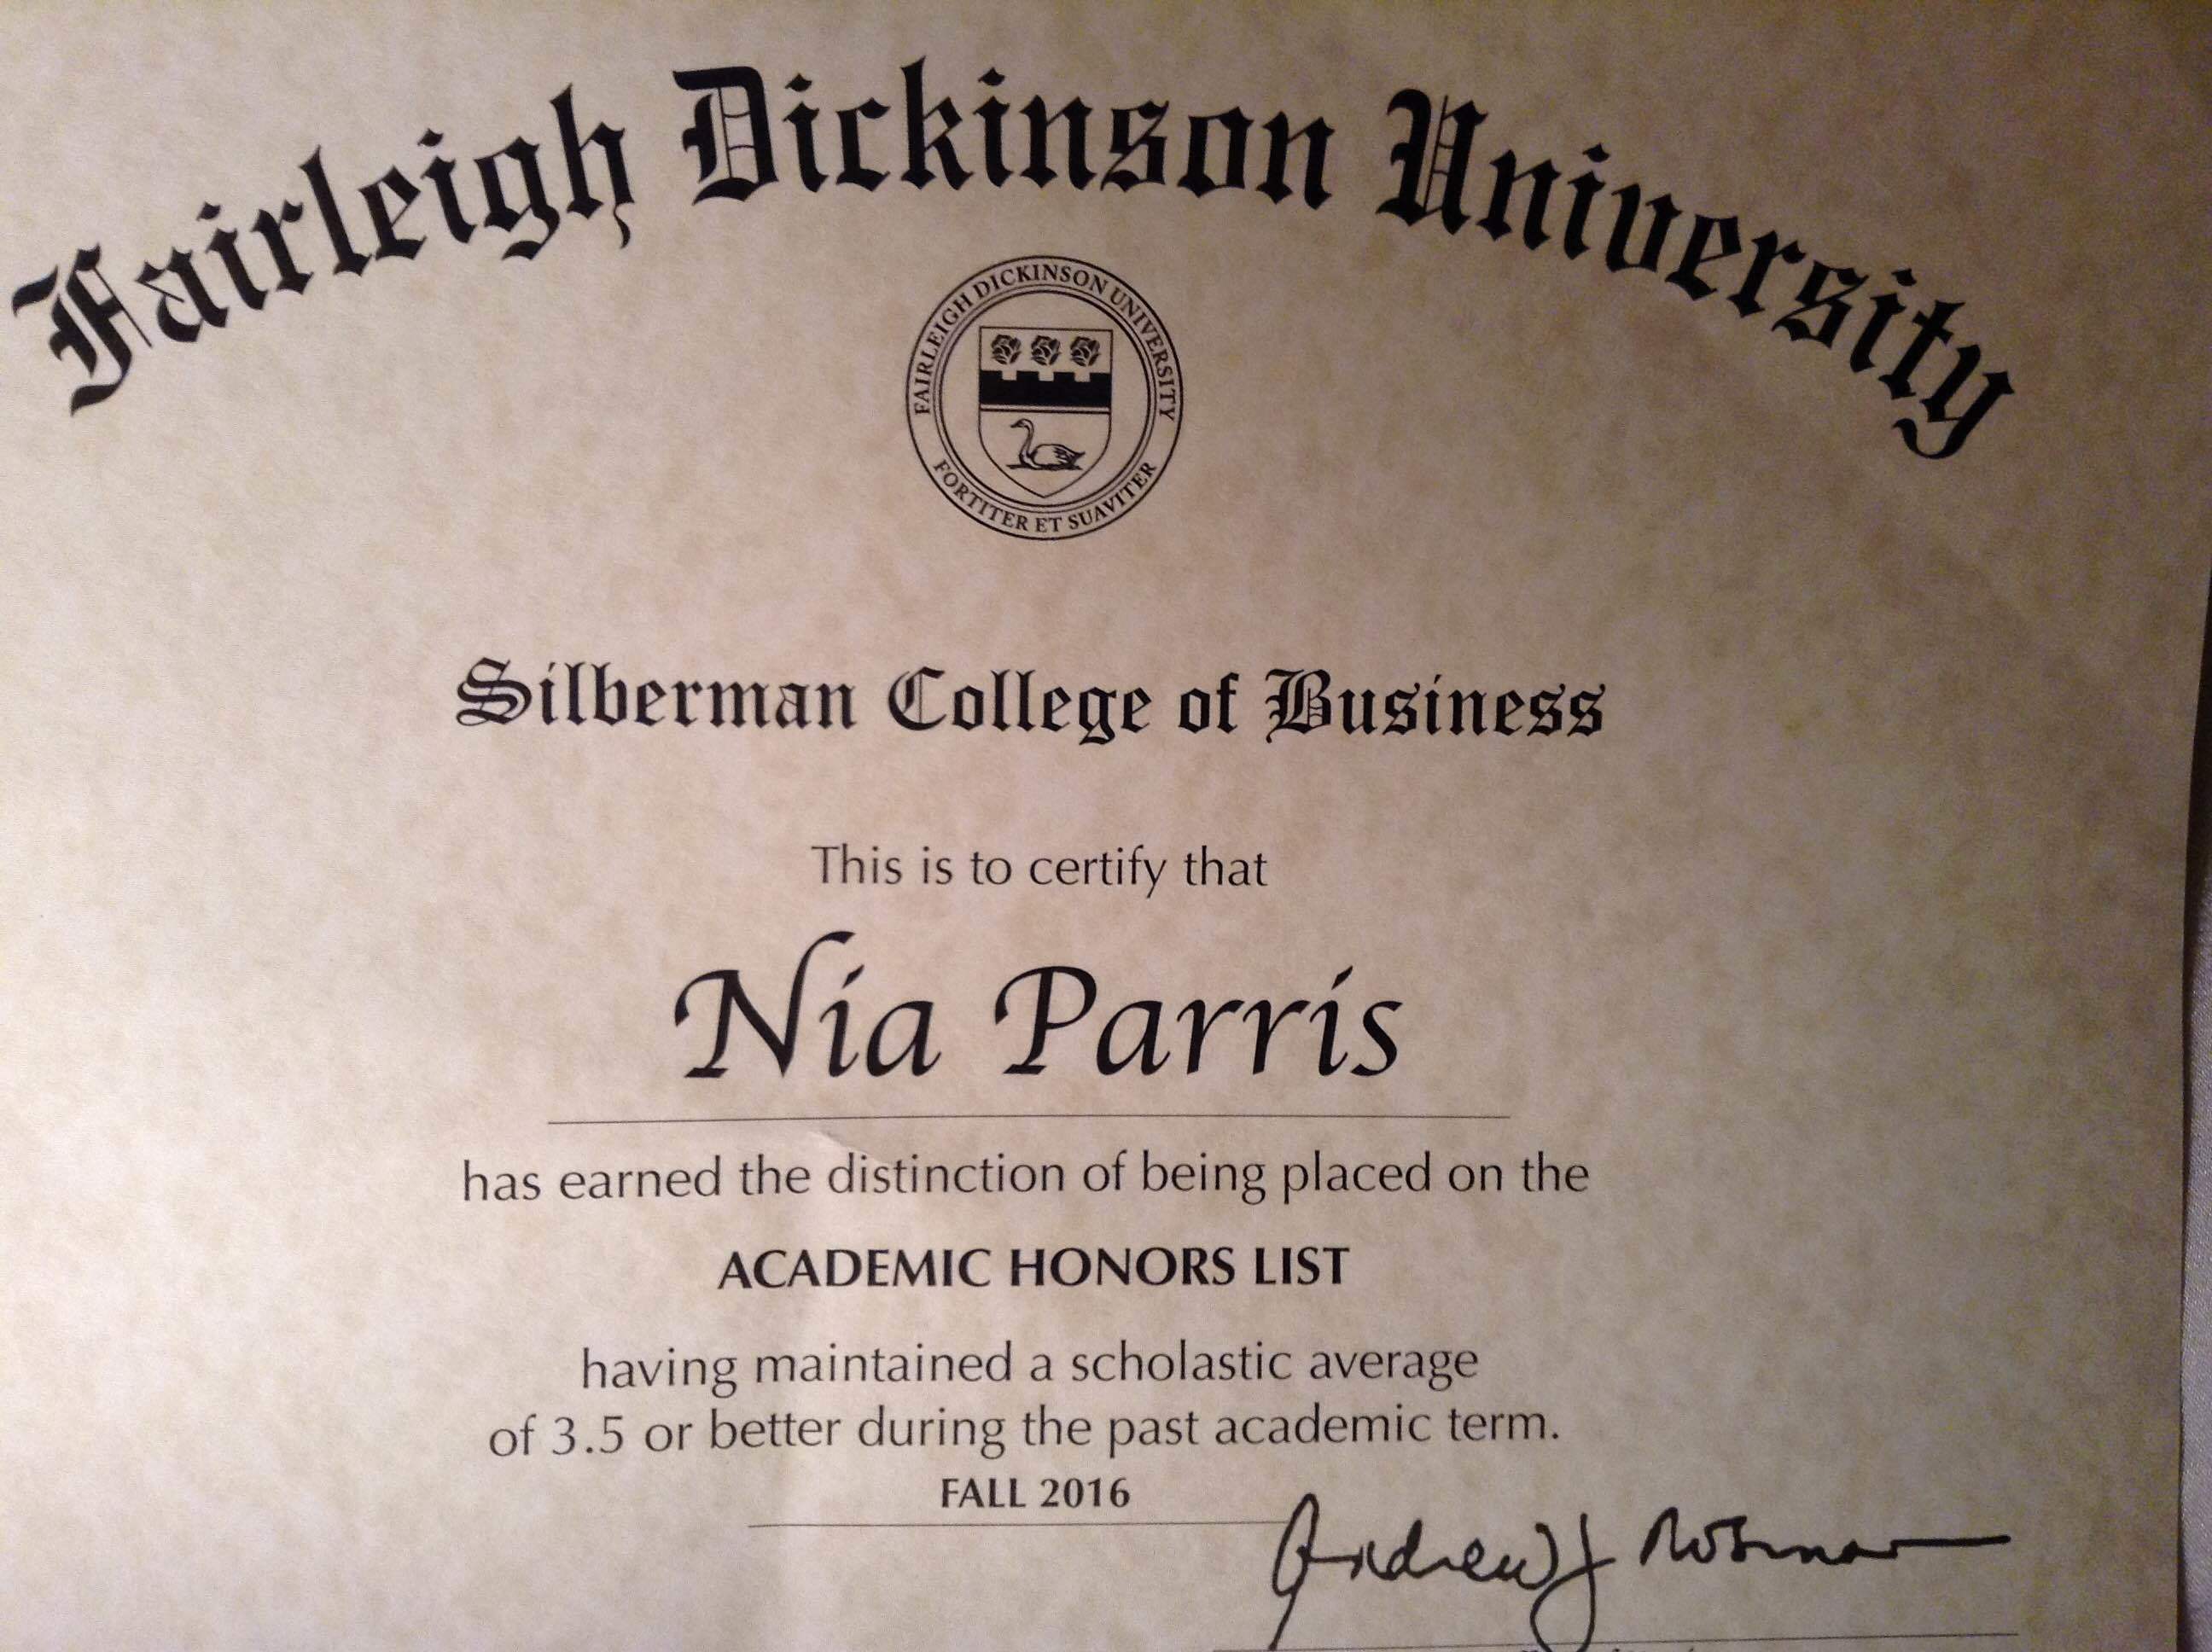 Fairleigh Dickinson University
FAIRLEIGH DICKINSON UNIVERSITY
FORTITER ET SUAVITER
Silberman College of Business
This is to certify that
Nia Parris
has earned the distinction of being placed on the
ACADEMIC HONORS LIST
having maintained a scholastic average
of 3.5 or better during the past academic term.
FALL 2016
Andrew J